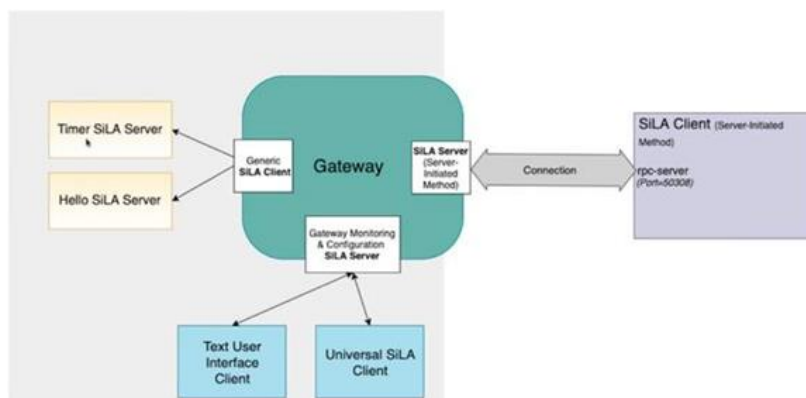 Timer SiLA Server
Hello SiLA Server
Generic
SiLA Client
Gateway
SiLA Server
(Server-
Initiated
Method)
Connection
SiLA Client (Server-Initiated
Method)
rpc-server
(Port=50308)
Gateway Monitoring
& Configuration
SiLA Server
Text User
Interface
Client
Universal SiLA
Client